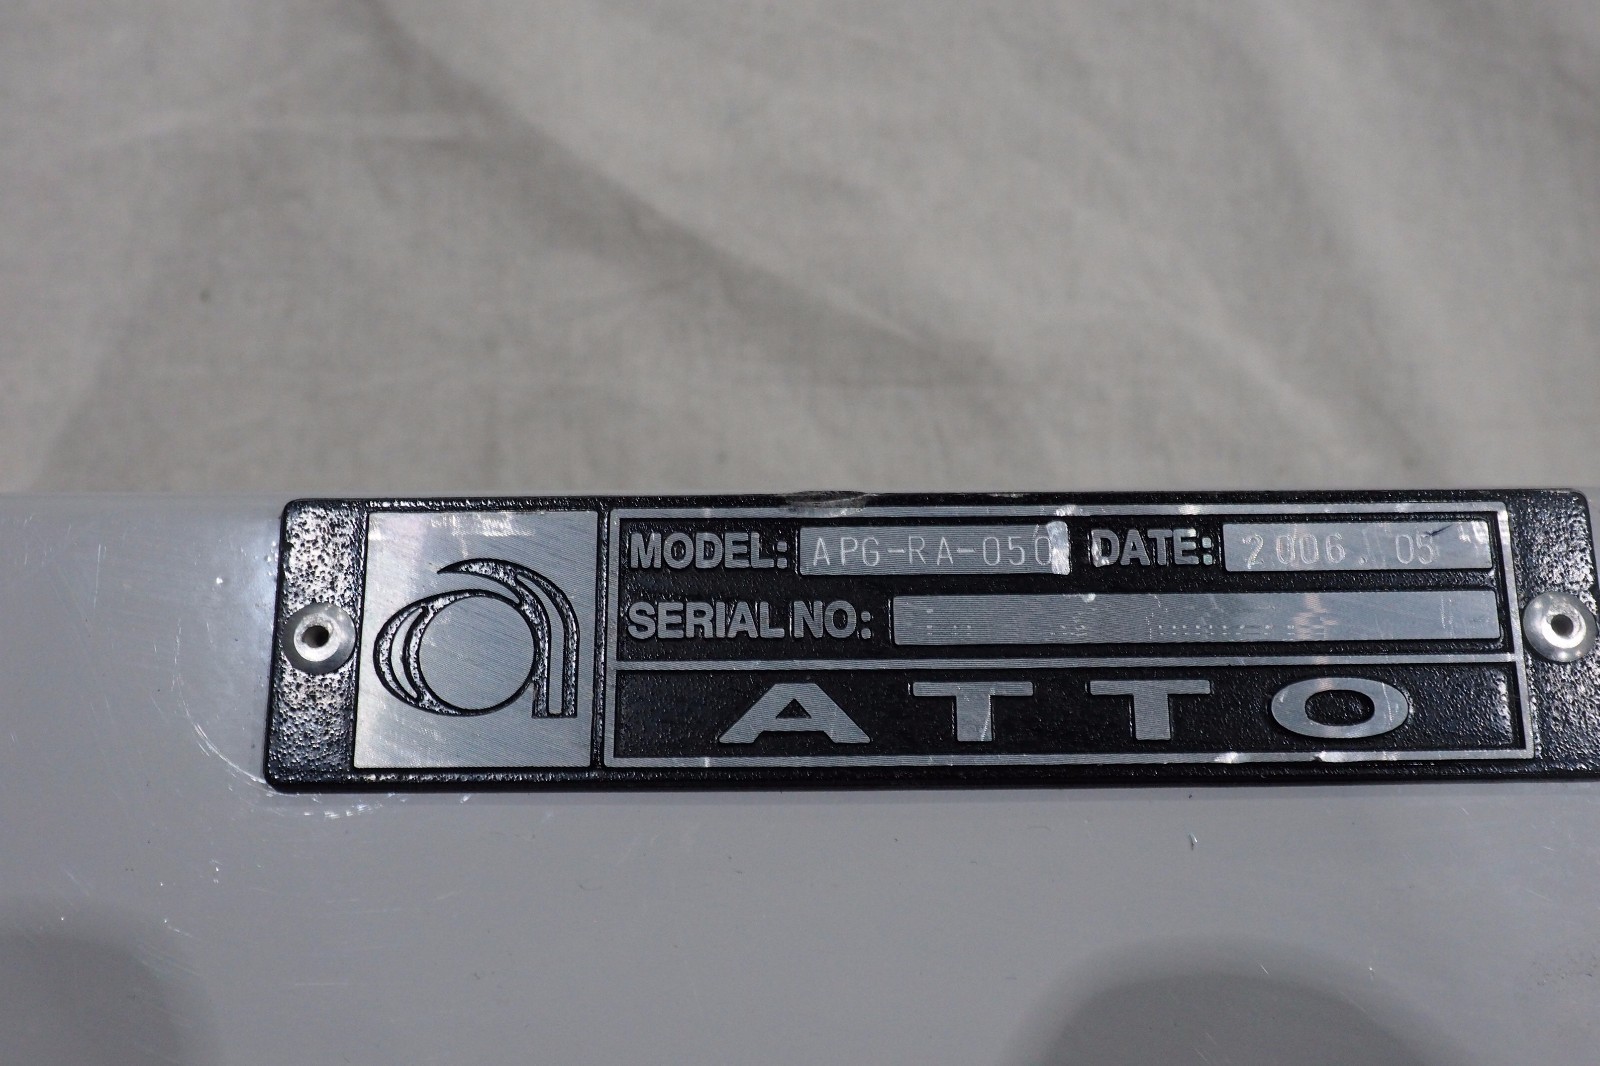 MODEL: APG-RA-050 DATE: 2006. 05
SERIAL NO:
ATTO